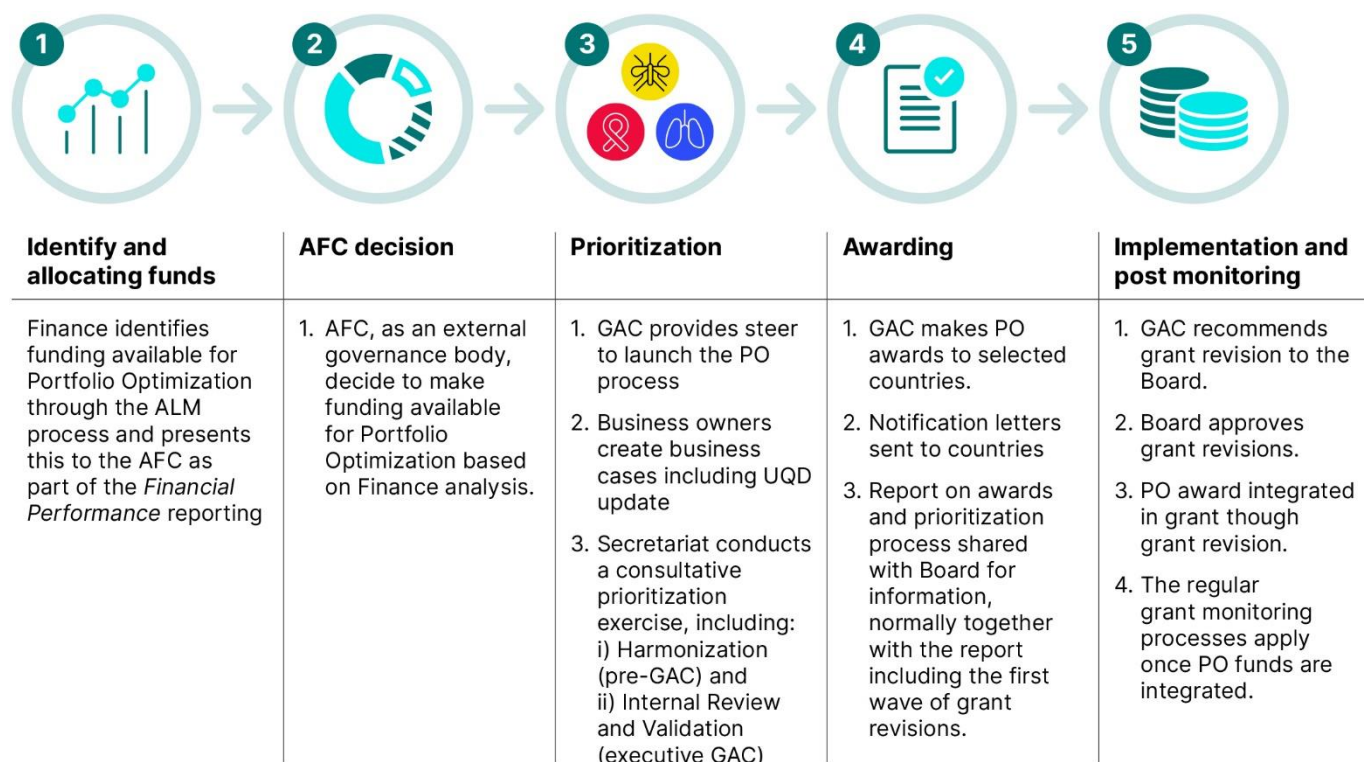 1
2
3
4
5
Identify and
allocating funds
Finance identifies
funding available for
Portfolio Optimization
through the ALM
process and presents
this to the AFC as
part of the Financial
Performance reporting
AFC decision
1. AFC, as an external
governance body,
decide to make
funding available
for Portfolio
Optimization based
on Finance analysis.
Prioritization
1. GAC provides steer
to launch the PO
process
2. Business owners
create business
cases including UQD
update
3. Secretariat conducts
a consultative
prioritization
exercise, including:
i) Harmonization
(pre-GAC) and
ii) Internal Review
and Validation
(executive GAC)
Awarding
1. GAC makes PO
awards to selected
countries.
2. Notification letters
sent to countries
3. Report on awards
and prioritization
process shared
with Board for
information,
normally together
with the report
including the first
wave of grant
revisions.
Implementation and
post monitoring
1. GAC recommends
grant revision to the
Board.
2. Board approves
grant revisions.
3. PO award integrated
in grant though
grant revision.
4. The regular
grant monitoring
processes apply
once PO funds are
integrated.